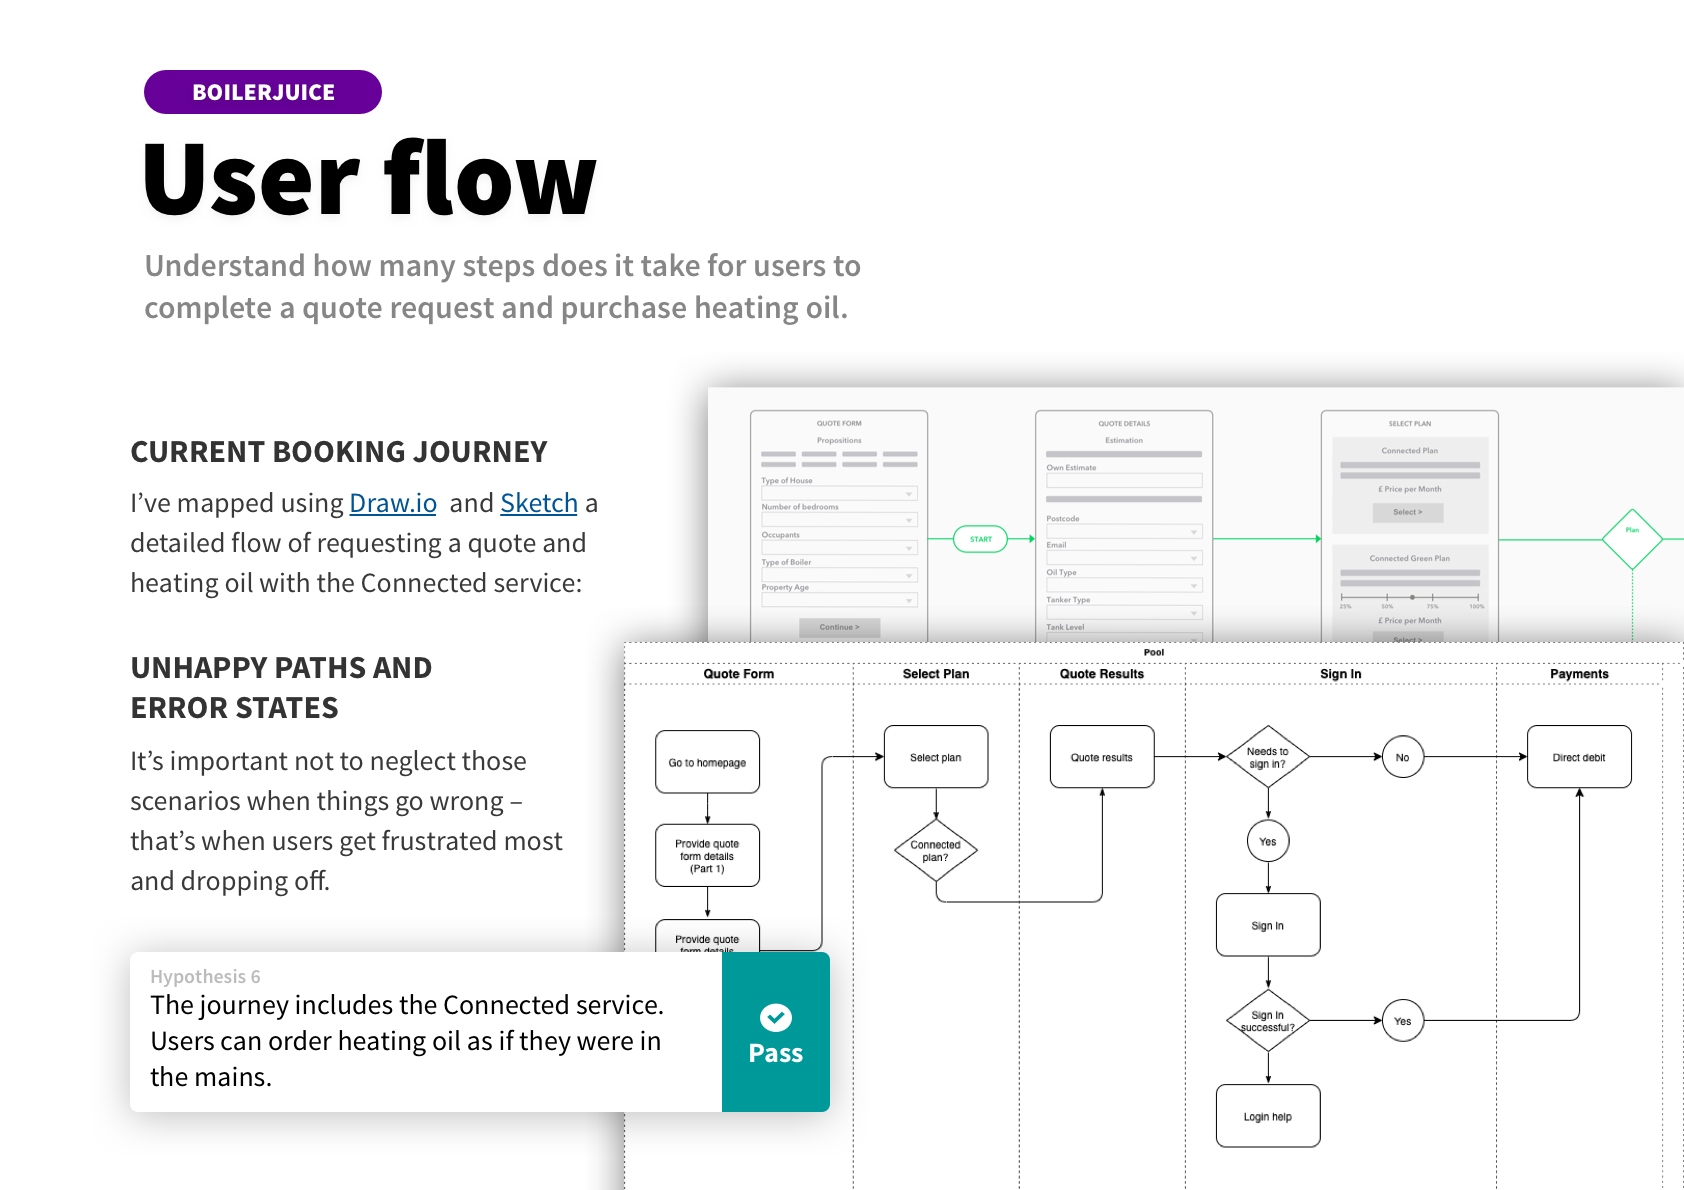 BOILERJUICE
User flow
Understand how many steps does it take for users to
complete a quote request and purchase heating oil.
CURRENT BOOKING JOURNEY
I’ve mapped using Draw.io and Sketch a
detailed flow of requesting a quote and
heating oil with the Connected service:
UNHAPPY PATHS AND
ERROR STATES
It’s important not to neglect those
scenarios when things go wrong –
that’s when users get frustrated most
and dropping off.
Hypothesis 6
The journey includes the Connected service.
Users can order heating oil as if they were in
the mains.
Pass
QUOTE FORM
Propositions
Type of House
Number of bedrooms
Occupants
Type of Boiler
Property Age
Continue >
START
QUOTE DETAILS
Estimation
Own Estimate
Postcode
Email
Oil Type
Tanker Type
Tank Level
SELECT PLAN
Connected Plan
£ Price per Month
Select >
Connected Green Plan
25% 50% 75% 100%
£ Price per Month
Select >
Plan
Pool
Quote Form
Select Plan
Quote Results
Sign In
Payments
Go to homepage
Provide quote
form details
(Part 1)
Provide quote
form details
Select plan
Connected
plan?
Quote results
Needs to
sign in?
No
Yes
Sign In
Sign In
successful?
Yes
Login help
Direct debit